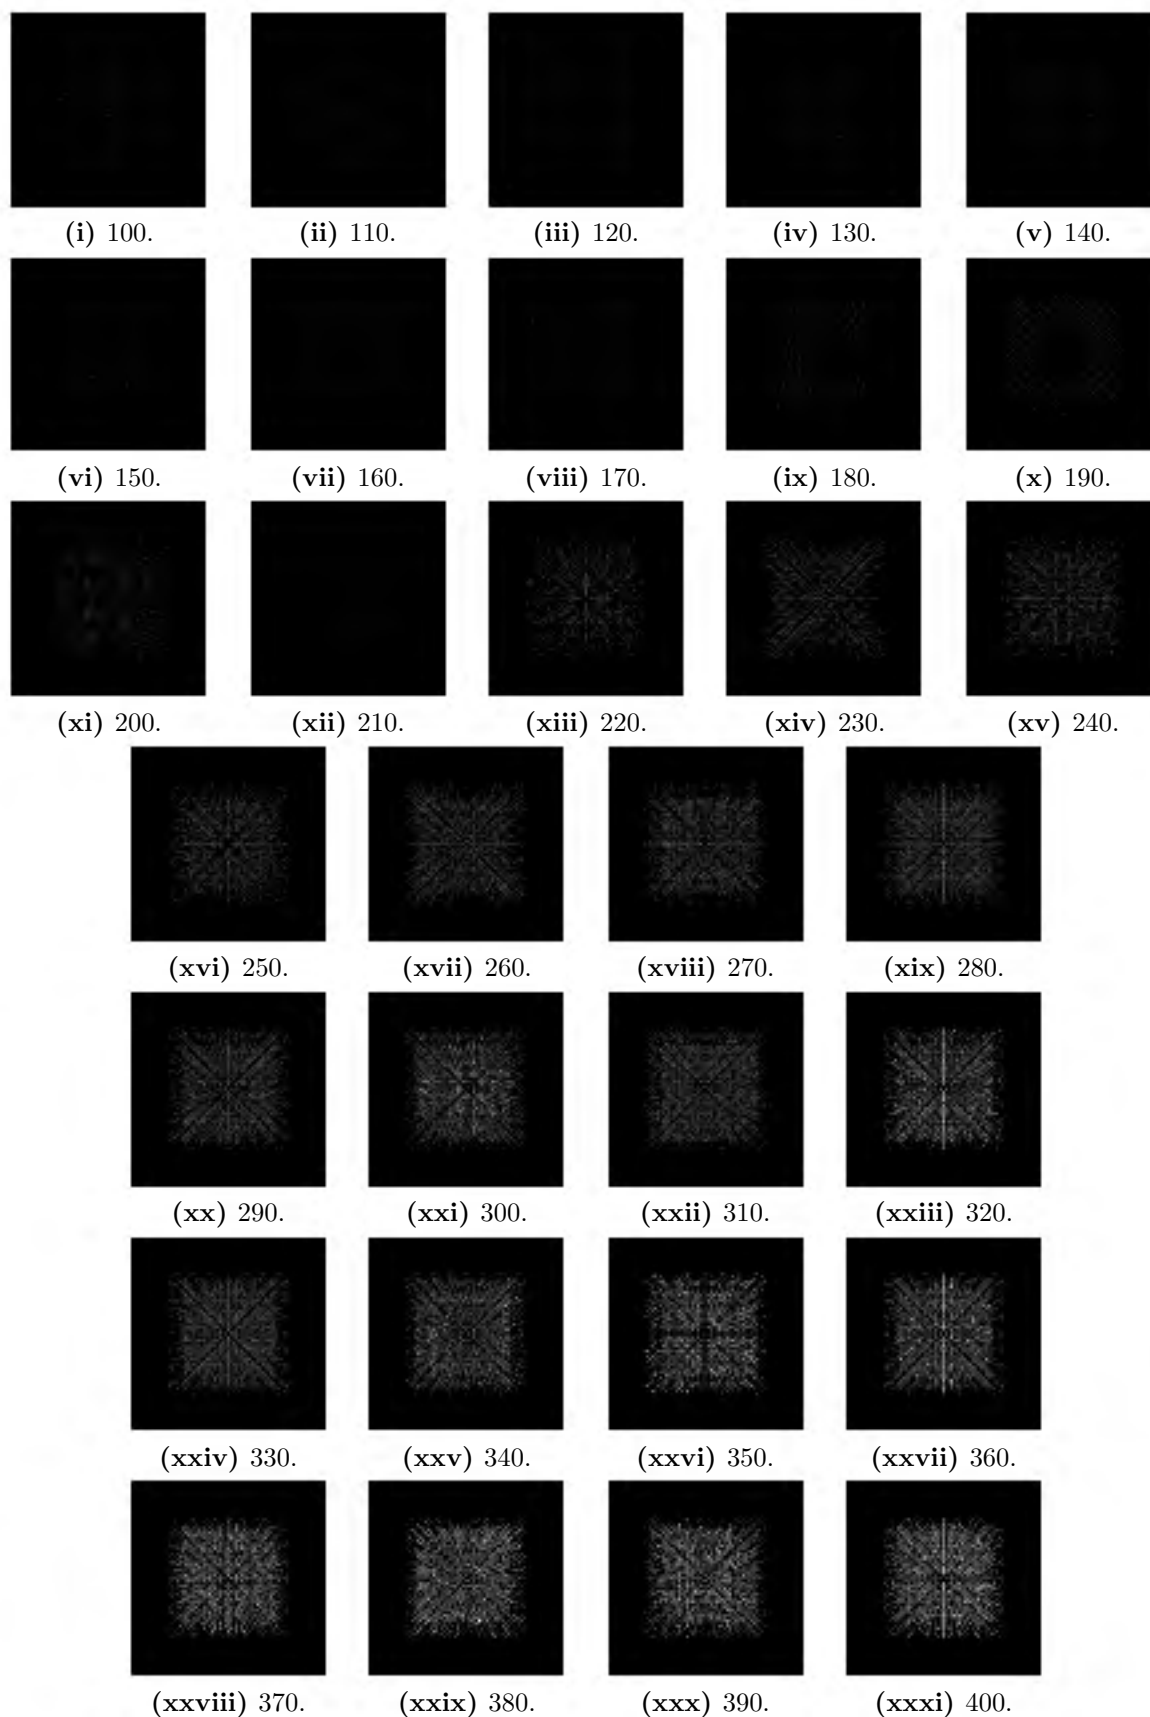 (i) 100. (ii) 110. (iii) 120. (iv) 130. (v) 140.
(vi) 150. (vii) 160. (viii) 170. (ix) 180. (x) 190.
(xi) 200. (xii) 210. (xiii) 220. (xiv) 230. (xv) 240.
(xvi) 250. (xvii) 260. (xviii) 270. (xix) 280.
(xx) 290. (xxi) 300. (xxii) 310. (xxiii) 320.
(xxiv) 330. (xxv) 340. (xxvi) 350. (xxvii) 360.
(xxviii) 370. (xxix) 380. (xxx) 390. (xxxi) 400.